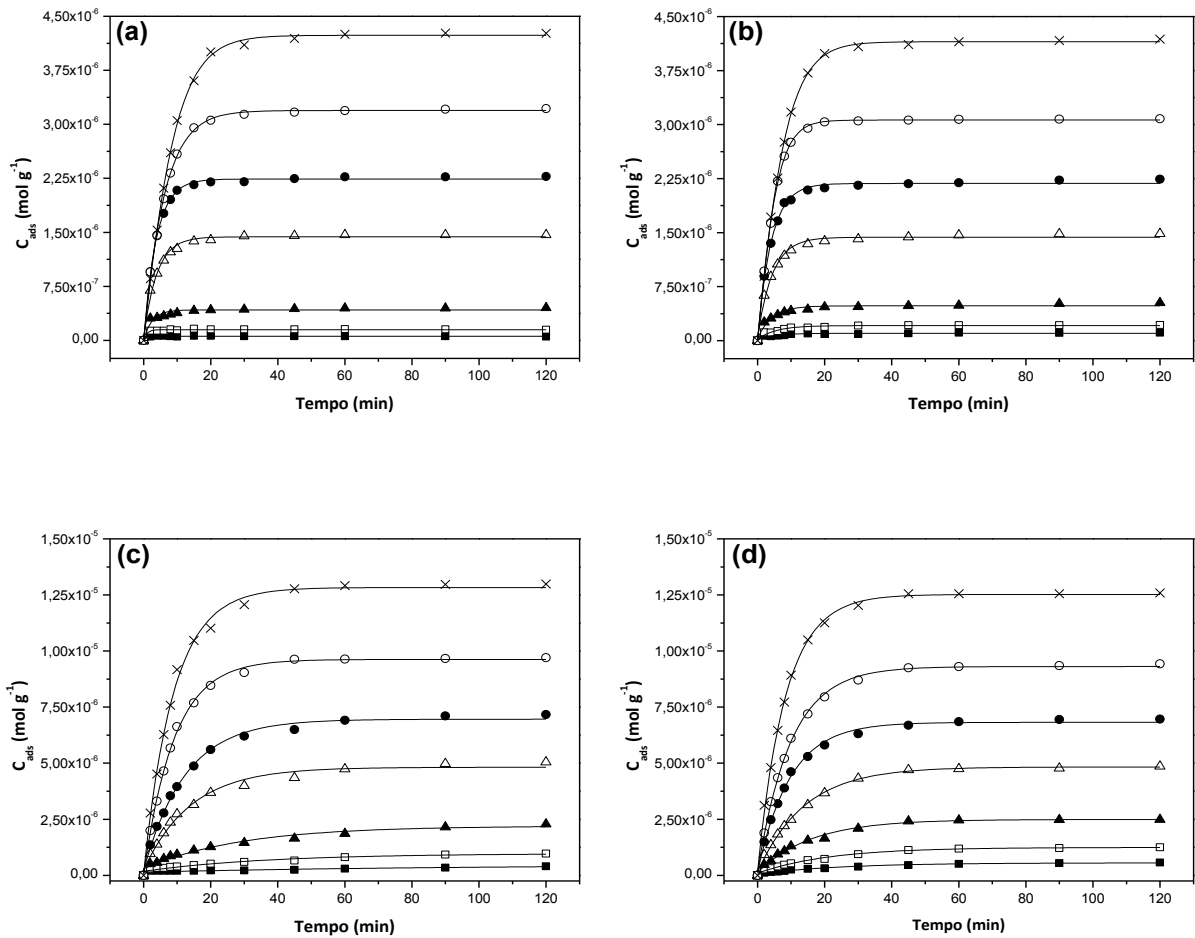 (a)
4,50x10⁻⁶
3,75x10⁻⁶
3,00x10⁻⁶
2,25x10⁻⁶
1,50x10⁻⁶
7,50x10⁻⁷
0,00
C_ads (mol g⁻¹)
0 20 40 60 80 100 120
Tempo (min)
(b)
4,50x10⁻⁶
3,75x10⁻⁶
3,00x10⁻⁶
2,25x10⁻⁶
1,50x10⁻⁶
7,50x10⁻⁷
0,00
C_ads (mol g⁻¹)
0 20 40 60 80 100 120
Tempo (min)
(c)
1,50x10⁻⁵
1,25x10⁻⁵
1,00x10⁻⁵
7,50x10⁻⁶
5,00x10⁻⁶
2,50x10⁻⁶
0,00
C_ads (mol g⁻¹)
0 20 40 60 80 100 120
Tempo (min)
(d)
1,50x10⁻⁵
1,25x10⁻⁵
1,00x10⁻⁵
7,50x10⁻⁶
5,00x10⁻⁶
2,50x10⁻⁶
0,00
C_ads (mol g⁻¹)
0 20 40 60 80 100 120
Tempo (min)